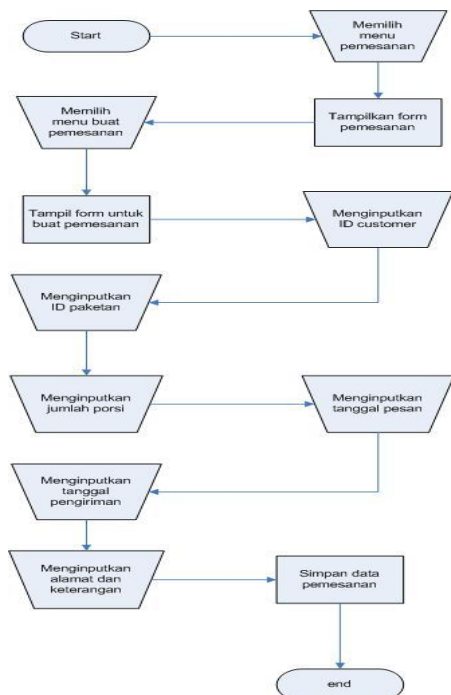 Start
Memilih
menu
pemesanan
Tampilkan form
pemesanan
Memilih
menu buat
pemesanan
Tampil form untuk
buat pemesanan
Menginputkan
ID customer
Menginputkan
ID paketan
Menginputkan
jumlah porsi
Menginputkan
tanggal pesan
Menginputkan
tanggal
pengiriman
Menginputkan
alamat dan
keterangan
Simpan data
pemesanan
end